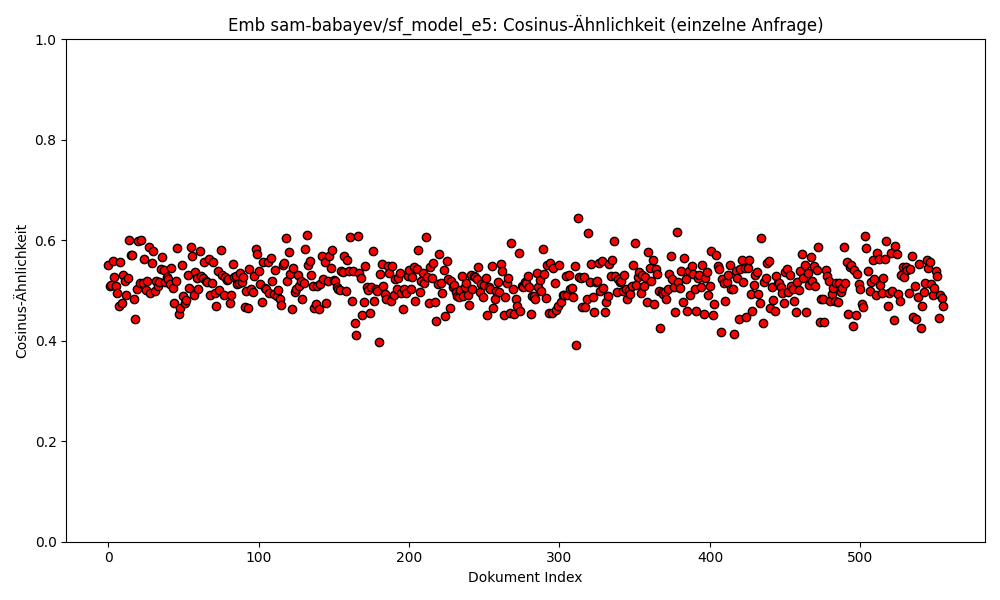 Emb sam-babayev/sf_model_e5: Cosinus-Ähnlichkeit (einzelne Anfrage)
1.0
0.8
0.6
0.4
0.2
0.0
Cosinus-Ähnlichkeit
0 100 200 300 400 500
Dokument Index